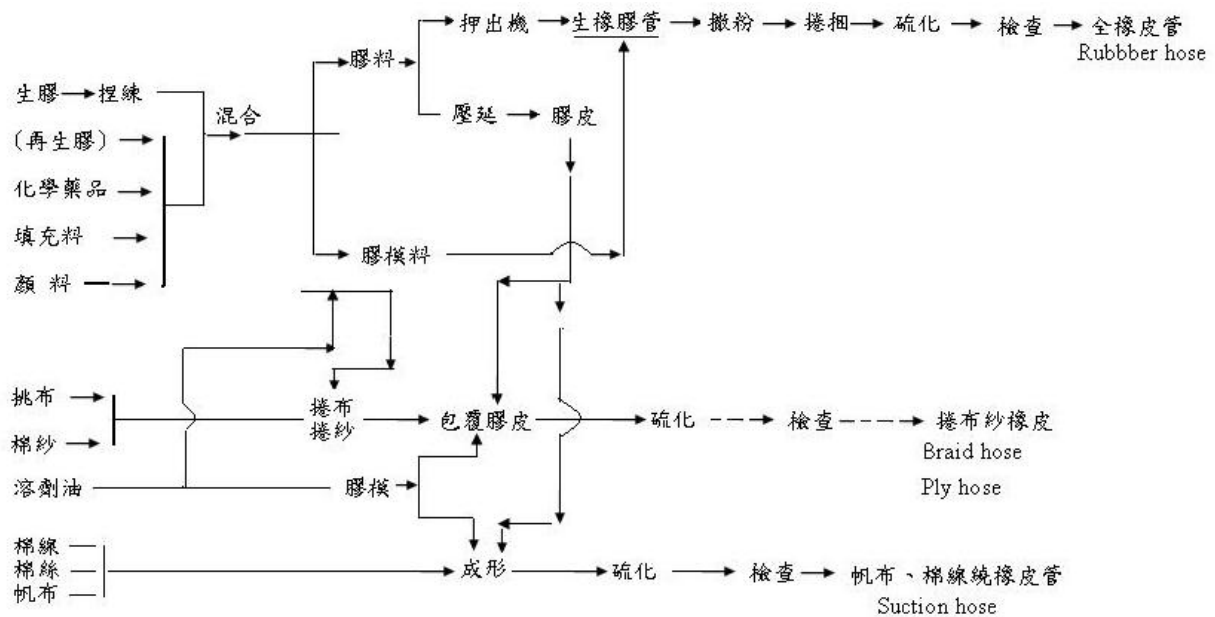 押出機 生橡膠管 撒粉 捲捆 硫化 檢查 全橡皮管
Rubbber hose
膠料
生膠 捏練
混合
壓延 膠皮
(再生膠)
化學藥品
填充料
膠模料
顏 料
挑布
捲布
捲紗
包覆膠皮 硫化 檢查 捲布紗橡皮
棉紗
Braid hose
溶劑油 膠模
Ply hose
棉線
棉絲
帆布
成形 硫化 檢查 帆布、棉線繞橡皮管
Suction hose